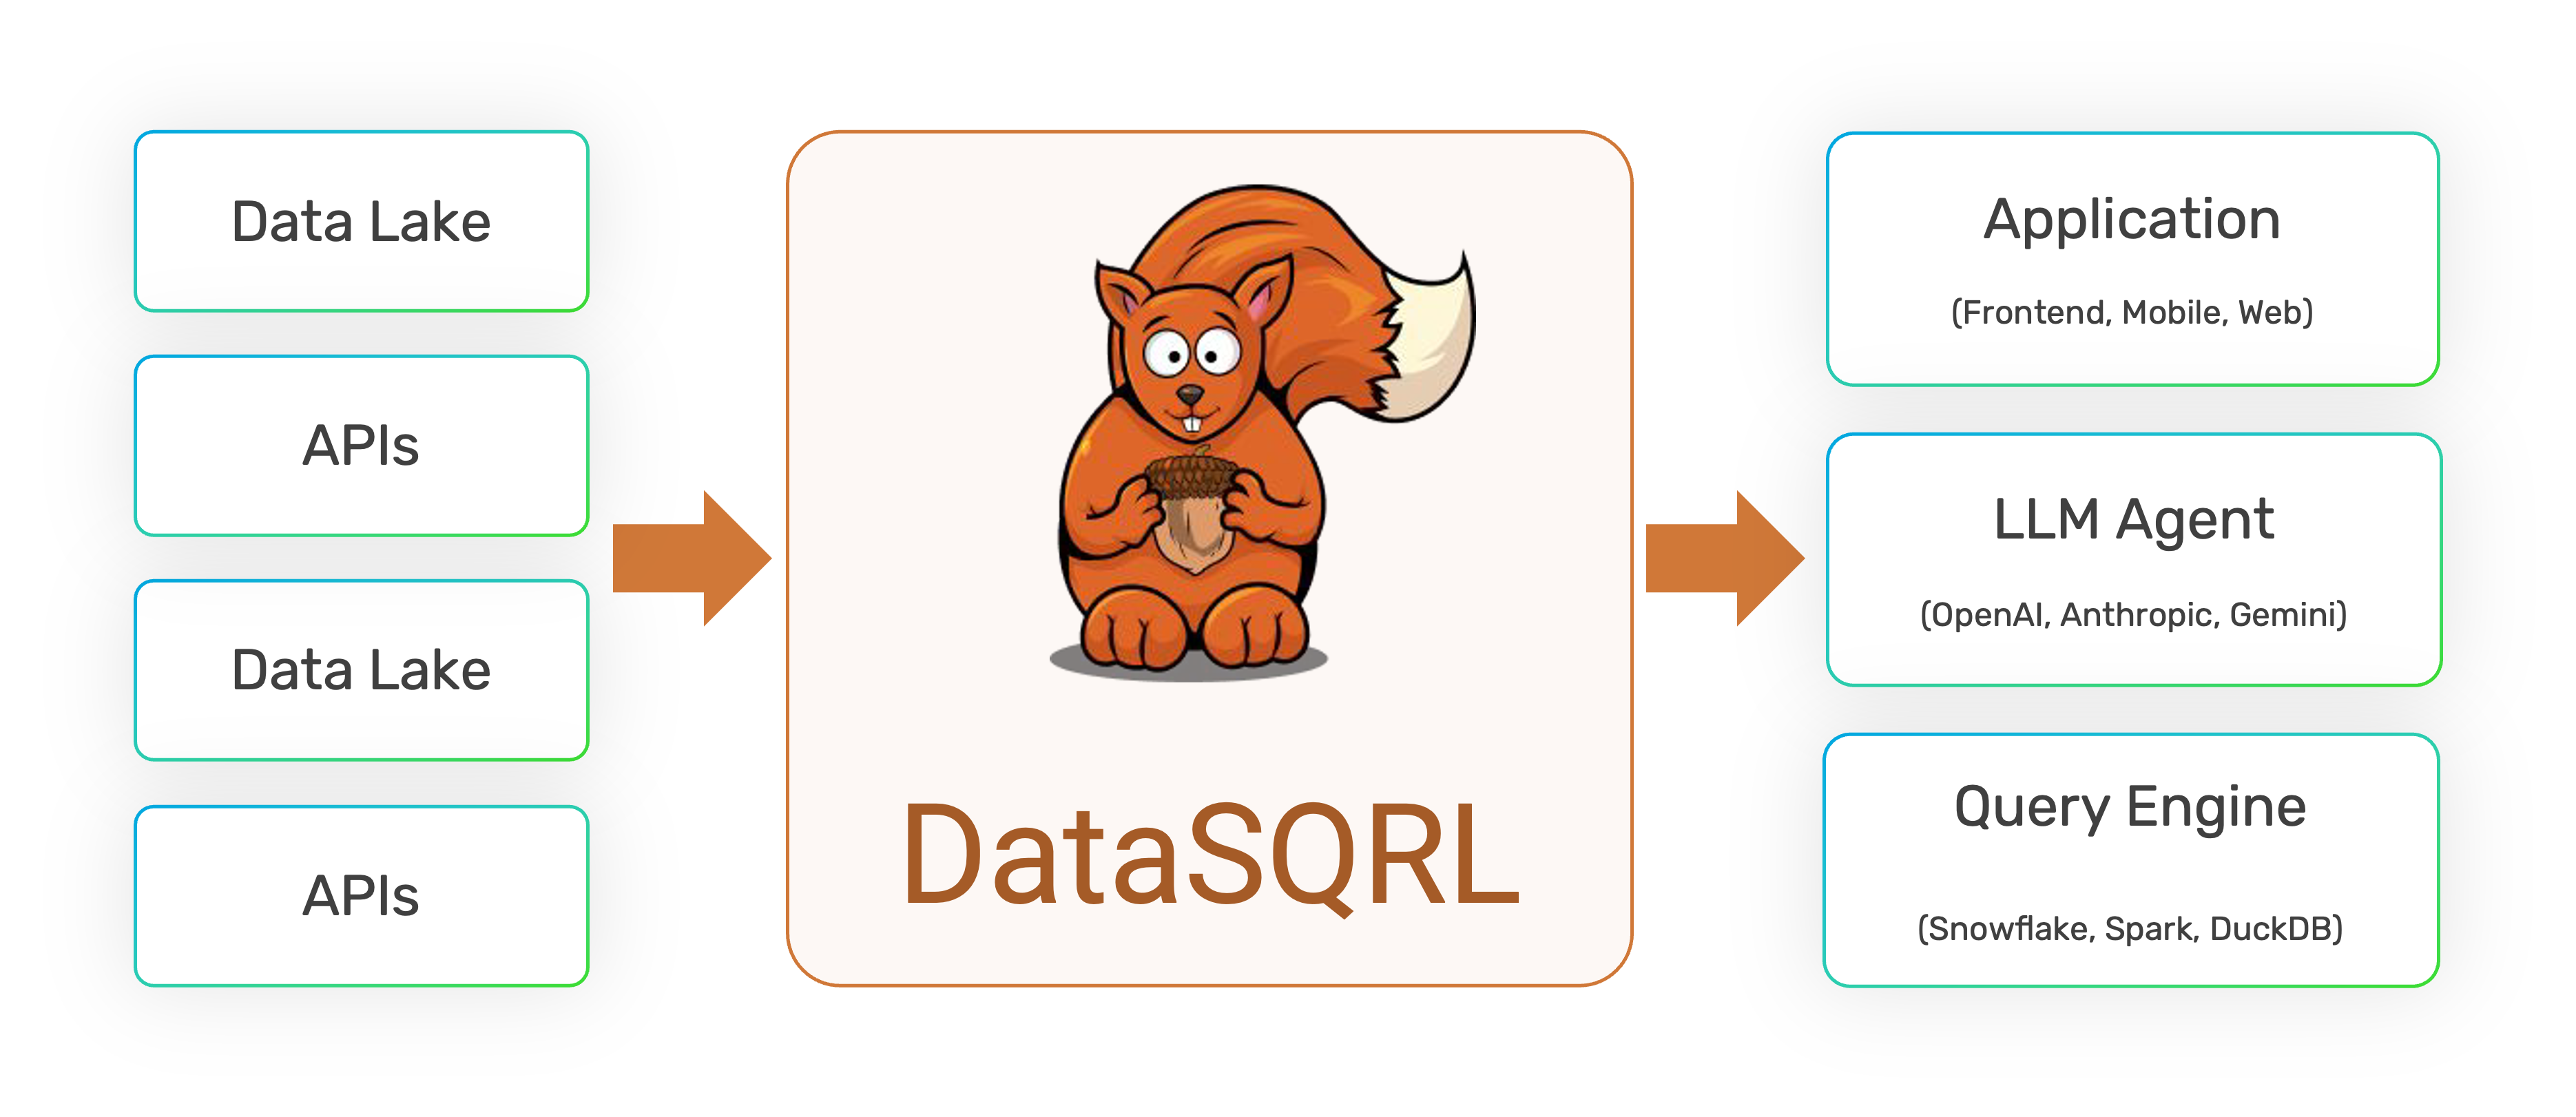 Data Lake
APIs
Data Lake
APIs
DataSQRL
Application
(Frontend, Mobile, Web)
LLM Agent
(OpenAI, Anthropic, Gemini)
Query Engine
(Snowflake, Spark, DuckDB)